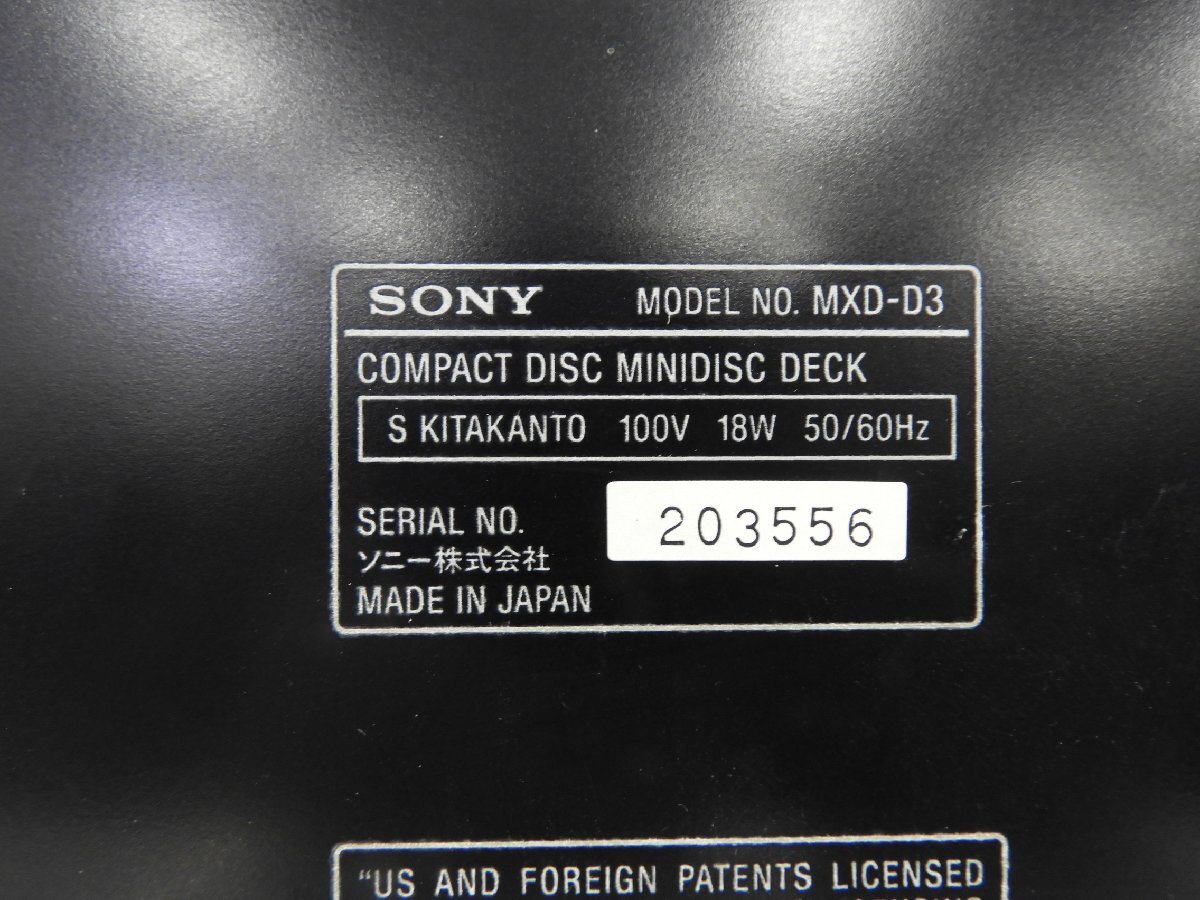 SONY MODEL NO. MXD-D3
COMPACT DISC MINIDISC DECK
S KITAKANTO 100V 18W 50/60Hz
SERIAL NO. 203556
ソニー株式会社
MADE IN JAPAN
"US AND FOREIGN PATENTS LICENSED